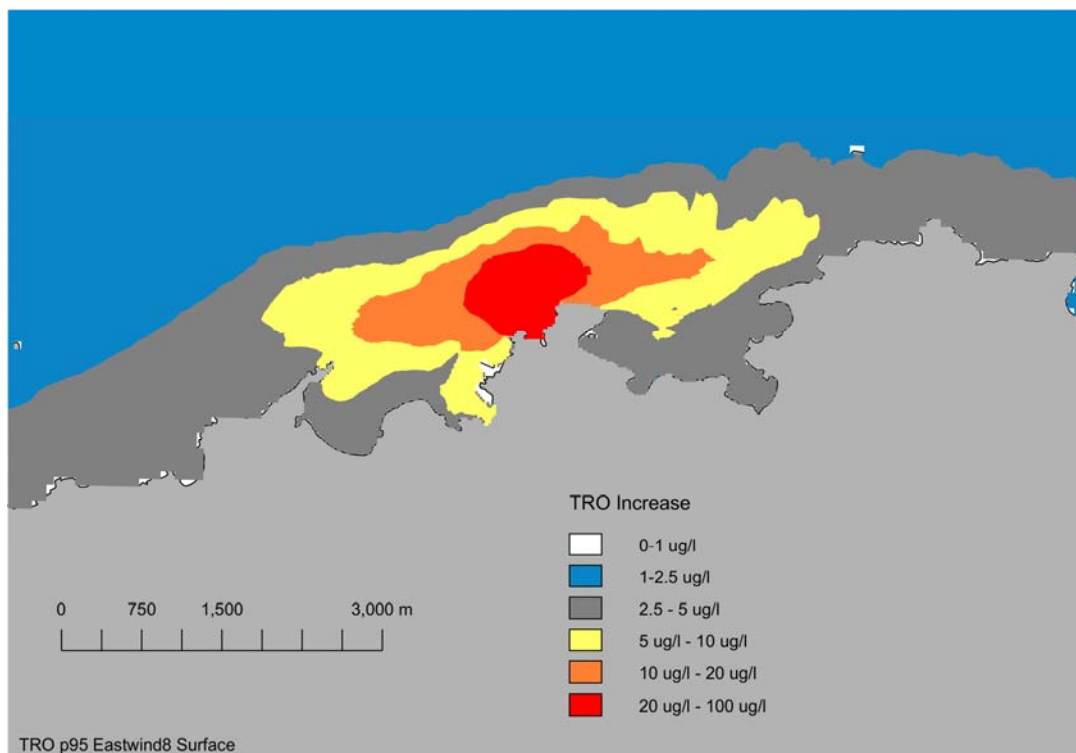 TRO Increase
0-1 ug/l
1-2.5 ug/l
2.5 - 5 ug/l
5 ug/l - 10 ug/l
10 ug/l - 20 ug/l
20 ug/l - 100 ug/l
0 750 1,500 3,000 m
TRO p95 Eastwind8 Surface